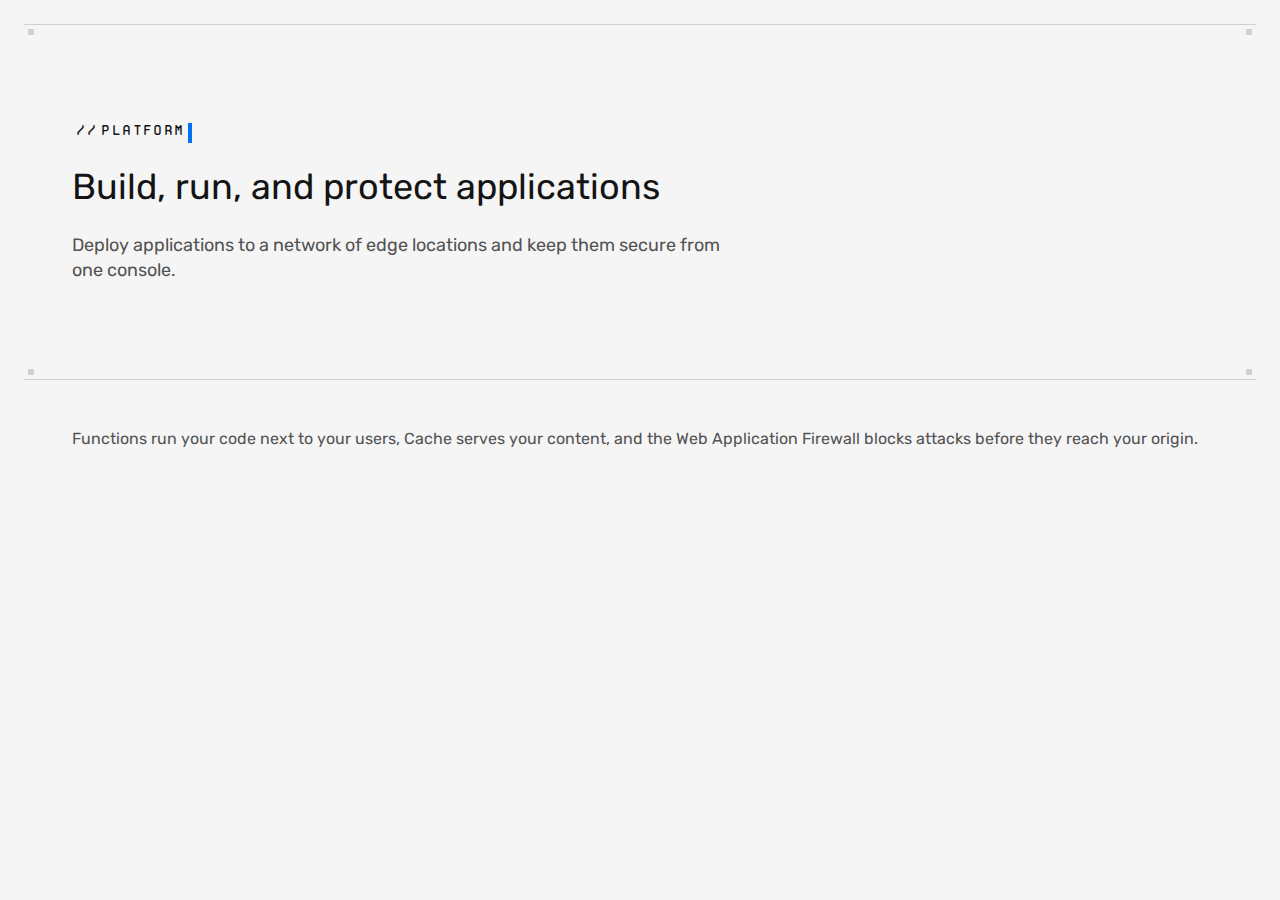 //PLATFORM
Build, run, and protect applications
Deploy applications to a network of edge locations and keep them secure from
one console.
Functions run your code next to your users, Cache serves your content, and the Web Application Firewall blocks attacks before they reach your origin.